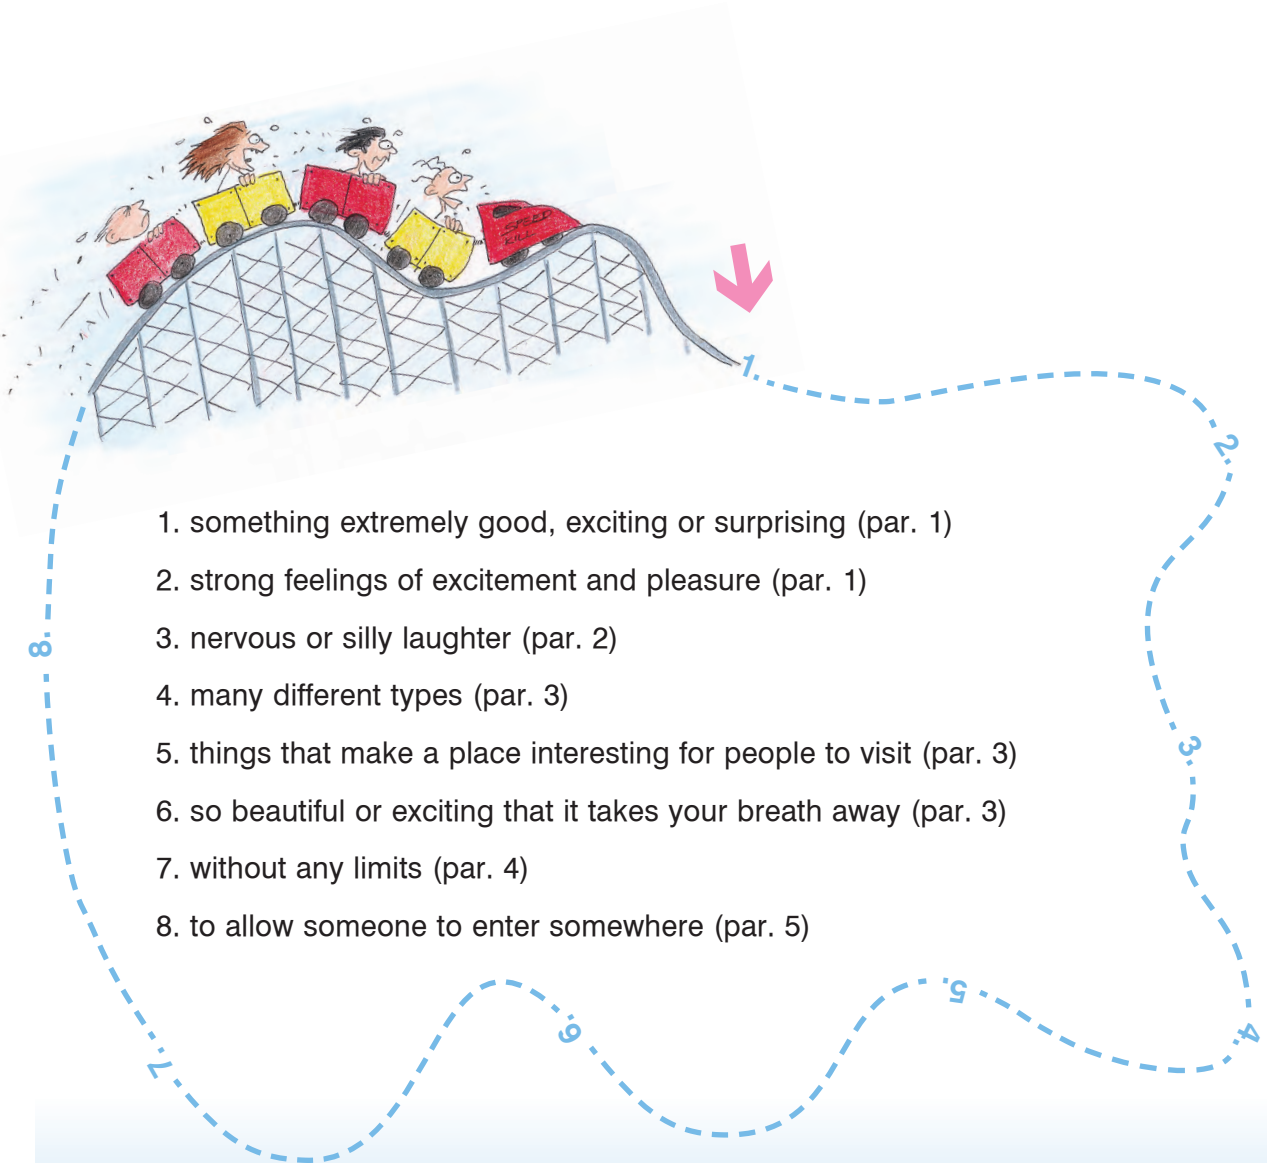 SPEED
KILL
1.
2.
1. something extremely good, exciting or surprising (par. 1)
2. strong feelings of excitement and pleasure (par. 1)
3. nervous or silly laughter (par. 2)
4. many different types (par. 3)
5. things that make a place interesting for people to visit (par. 3)
6. so beautiful or exciting that it takes your breath away (par. 3)
7. without any limits (par. 4)
8. to allow someone to enter somewhere (par. 5)
3.
4.
5.
6.
7.
8.